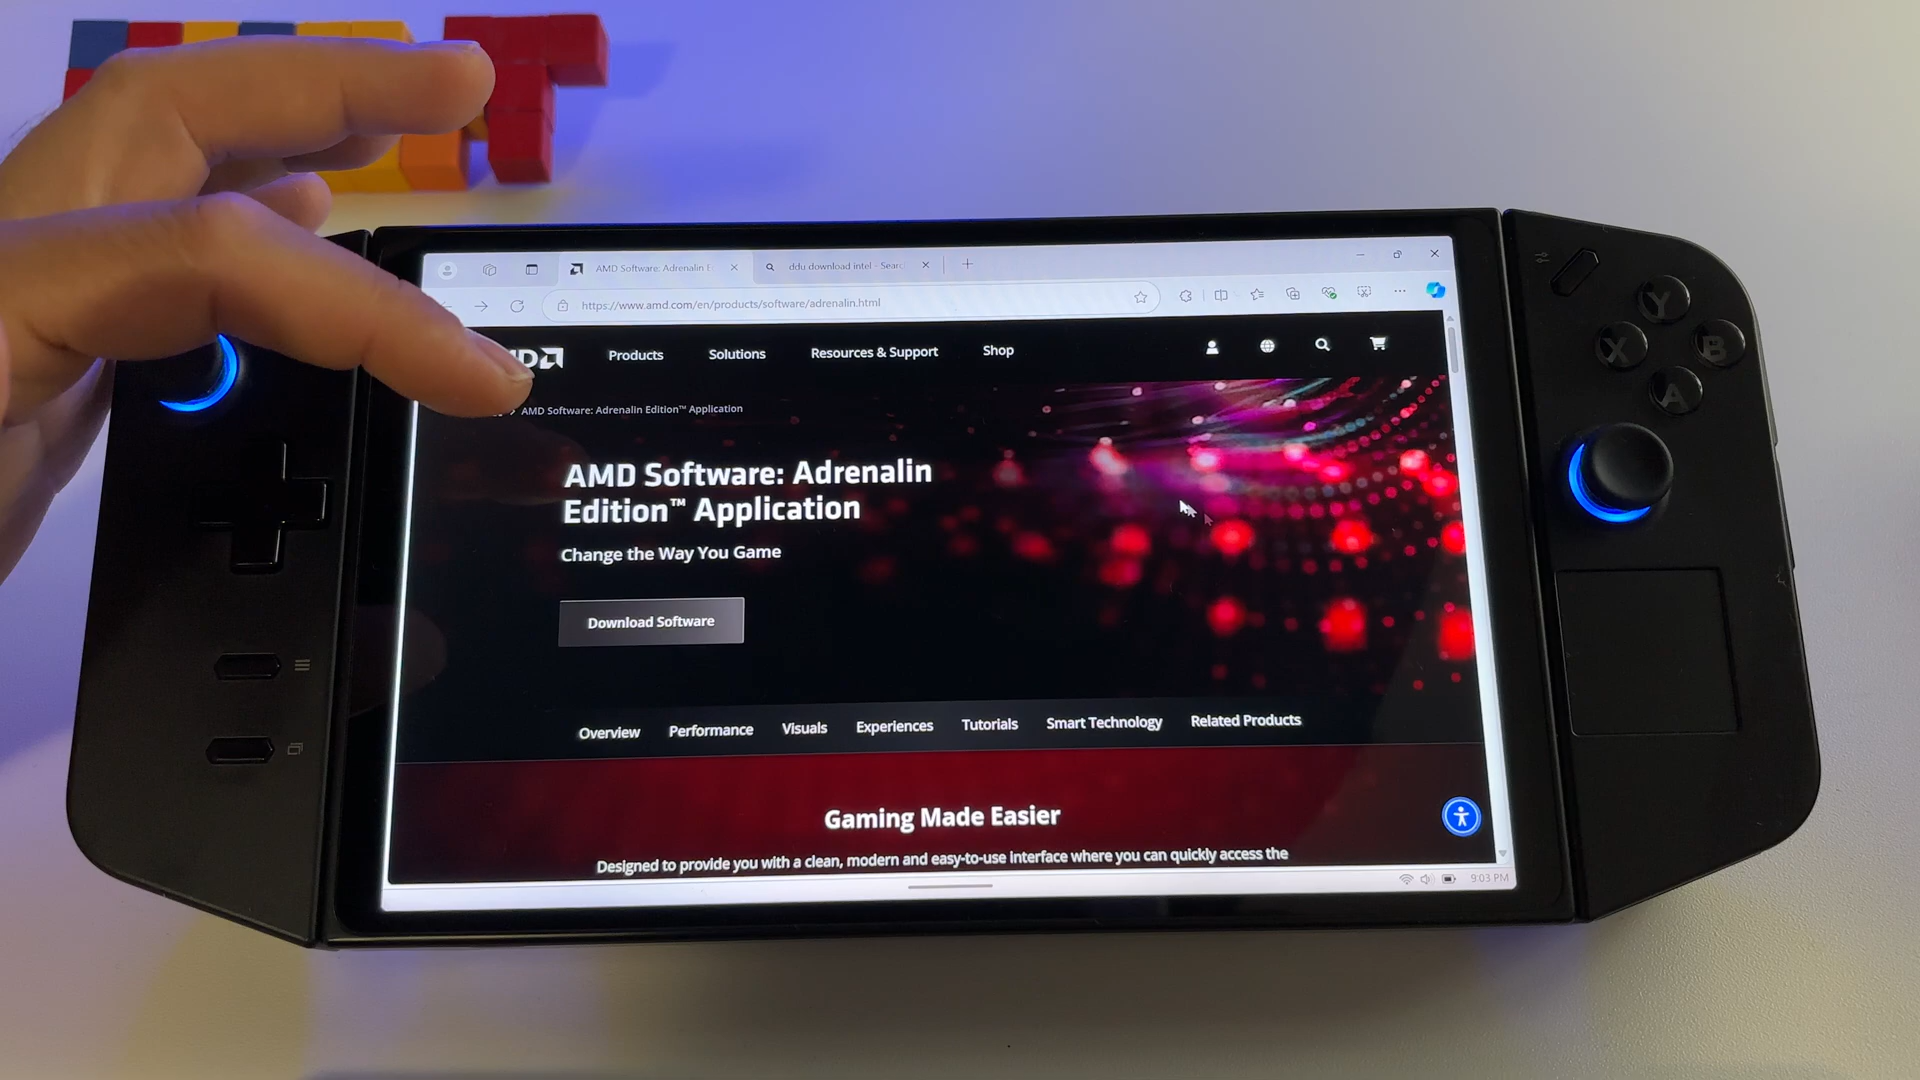 AMD Software: Adrenalin E
ddu download intel - Searc
https://www.amd.com/en/products/software/adrenalin.html
Products
Solutions
Resources & Support
Shop
AMD Software: Adrenalin Edition™ Application
AMD Software: Adrenalin
Edition™ Application
Change the Way You Game
Download Software
Overview
Performance
Visuals
Experiences
Tutorials
Smart Technology
Related Products
Gaming Made Easier
Designed to provide you with a clean, modern and easy-to-use interface where you can quickly access the
9:03 PM
Y
X
B
A